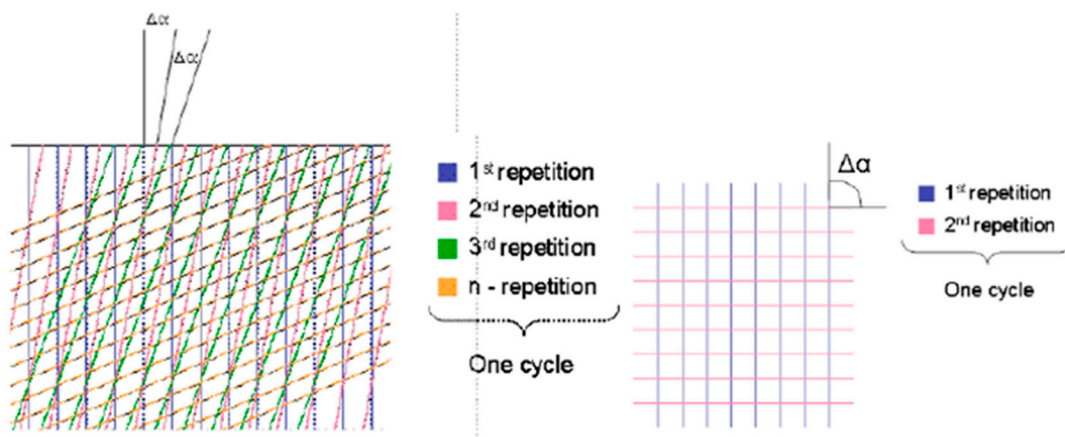 Δα
Δα
1st repetition
2nd repetition
3rd repetition
n - repetition
One cycle
Δα
1st repetition
2nd repetition
One cycle